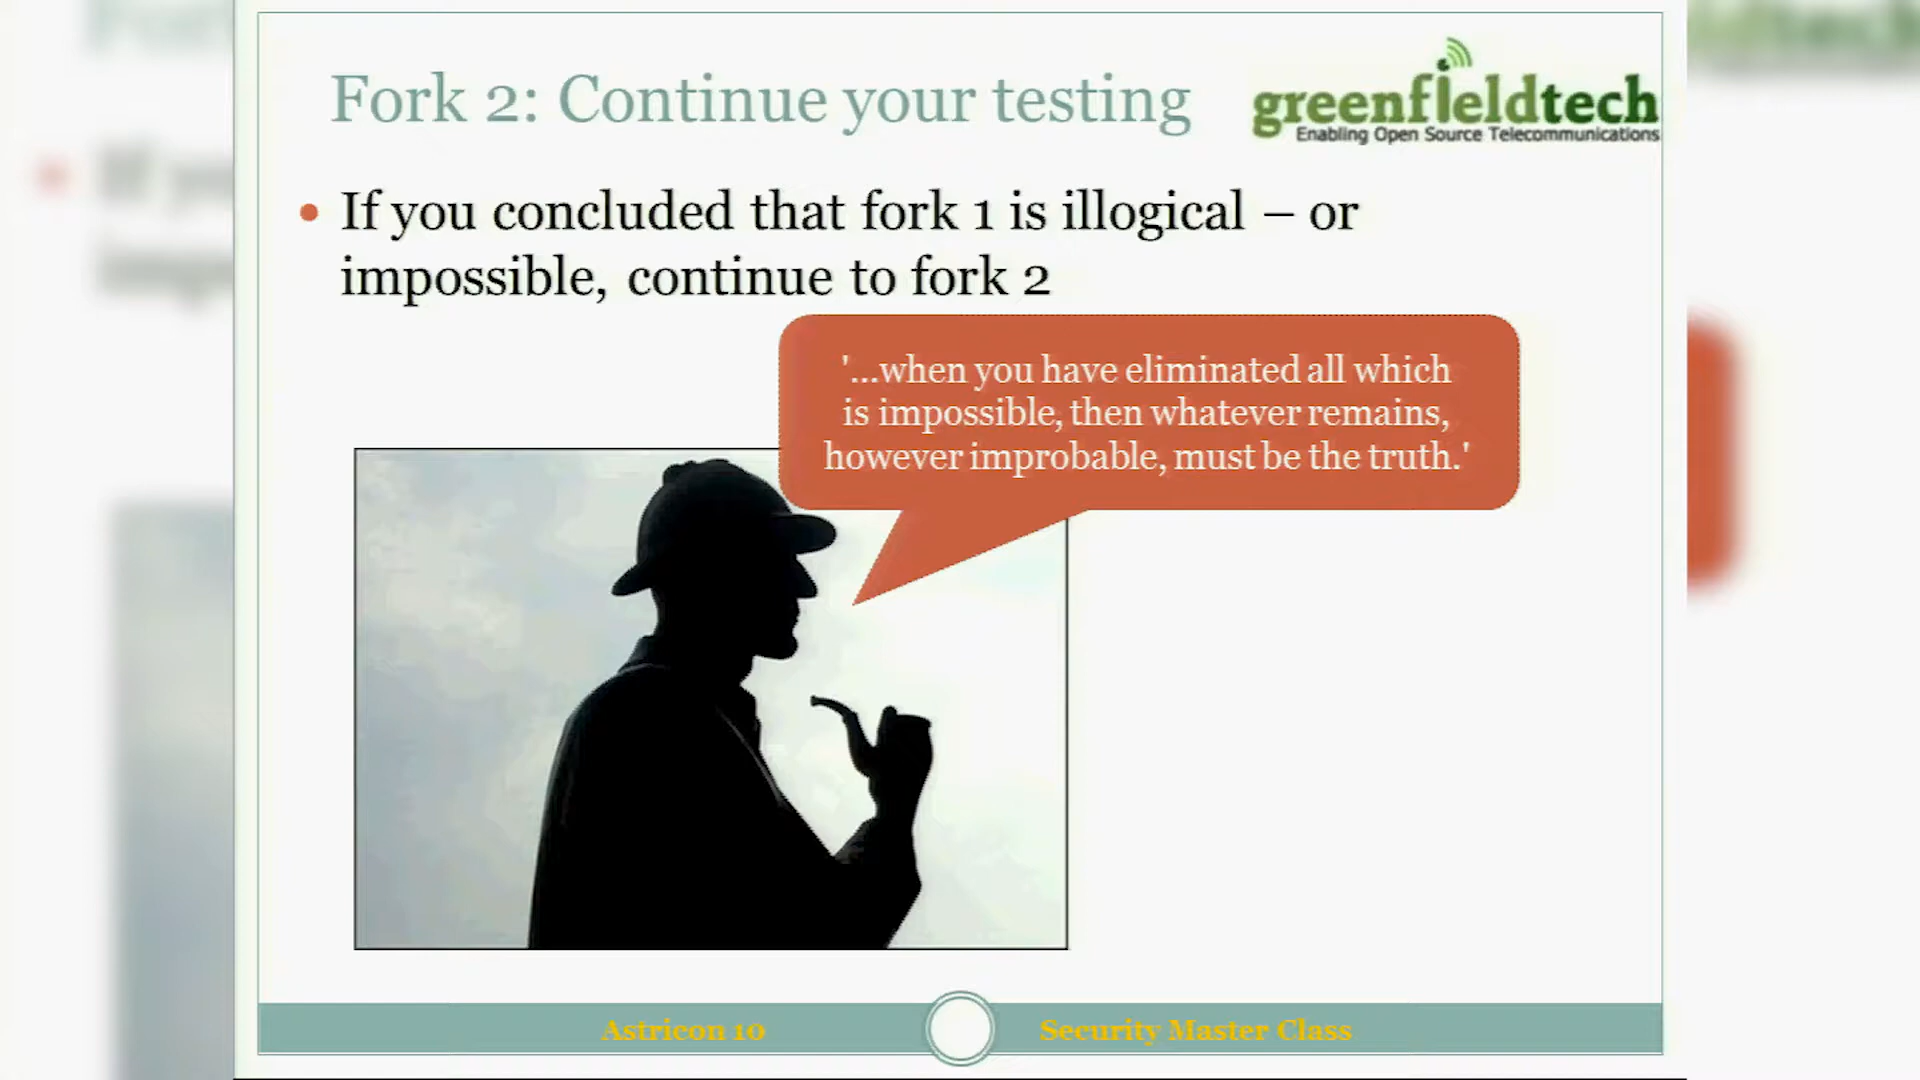 Fork 2: Continue your testing
greenfieldtech
Enabling Open Source Telecommunications
• If you concluded that fork 1 is illogical – or
impossible, continue to fork 2
'...when you have eliminated all which
is impossible, then whatever remains,
however improbable, must be the truth.'
Astricon 10
Security Master Class